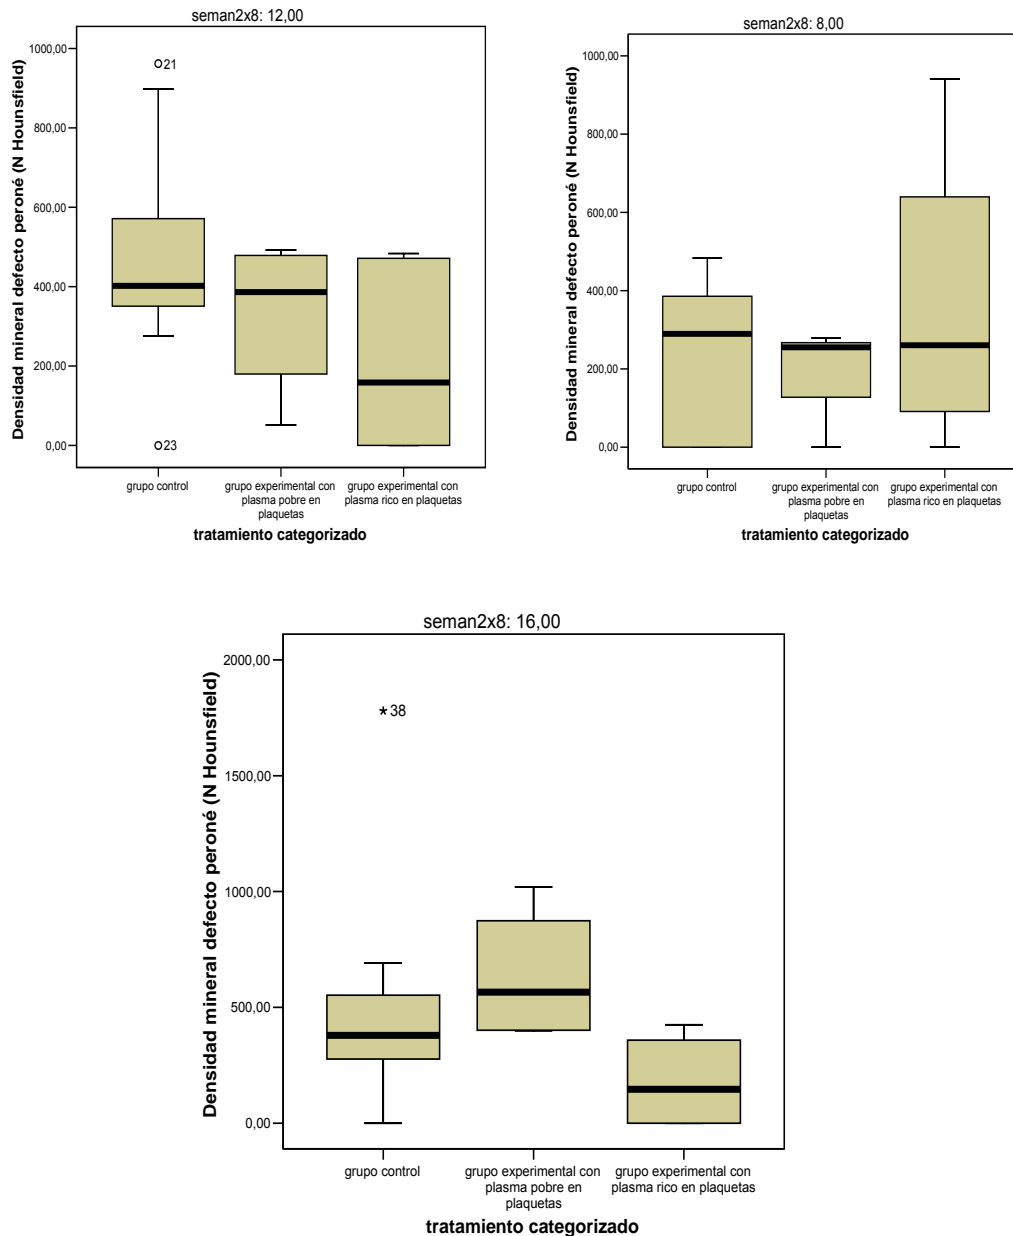 seman2x8: 12,00
Densidad mineral defecto peroné (N Hounsfield)
1000,00
800,00
600,00
400,00
200,00
0,00
21
23
grupo control
grupo experimental con
plasma pobre en
plaquetas
grupo experimental con
plasma rico en plaquetas
tratamiento categorizado
seman2x8: 8,00
Densidad mineral defecto peroné (N Hounsfield)
1000,00
800,00
600,00
400,00
200,00
0,00
grupo control
grupo experimental con
plasma pobre en
plaquetas
grupo experimental con
plasma rico en plaquetas
tratamiento categorizado
seman2x8: 16,00
Densidad mineral defecto peroné (N Hounsfield)
2000,00
1500,00
1000,00
500,00
0,00
38
grupo control
grupo experimental con
plasma pobre en
plaquetas
grupo experimental con
plasma rico en plaquetas
tratamiento categorizado